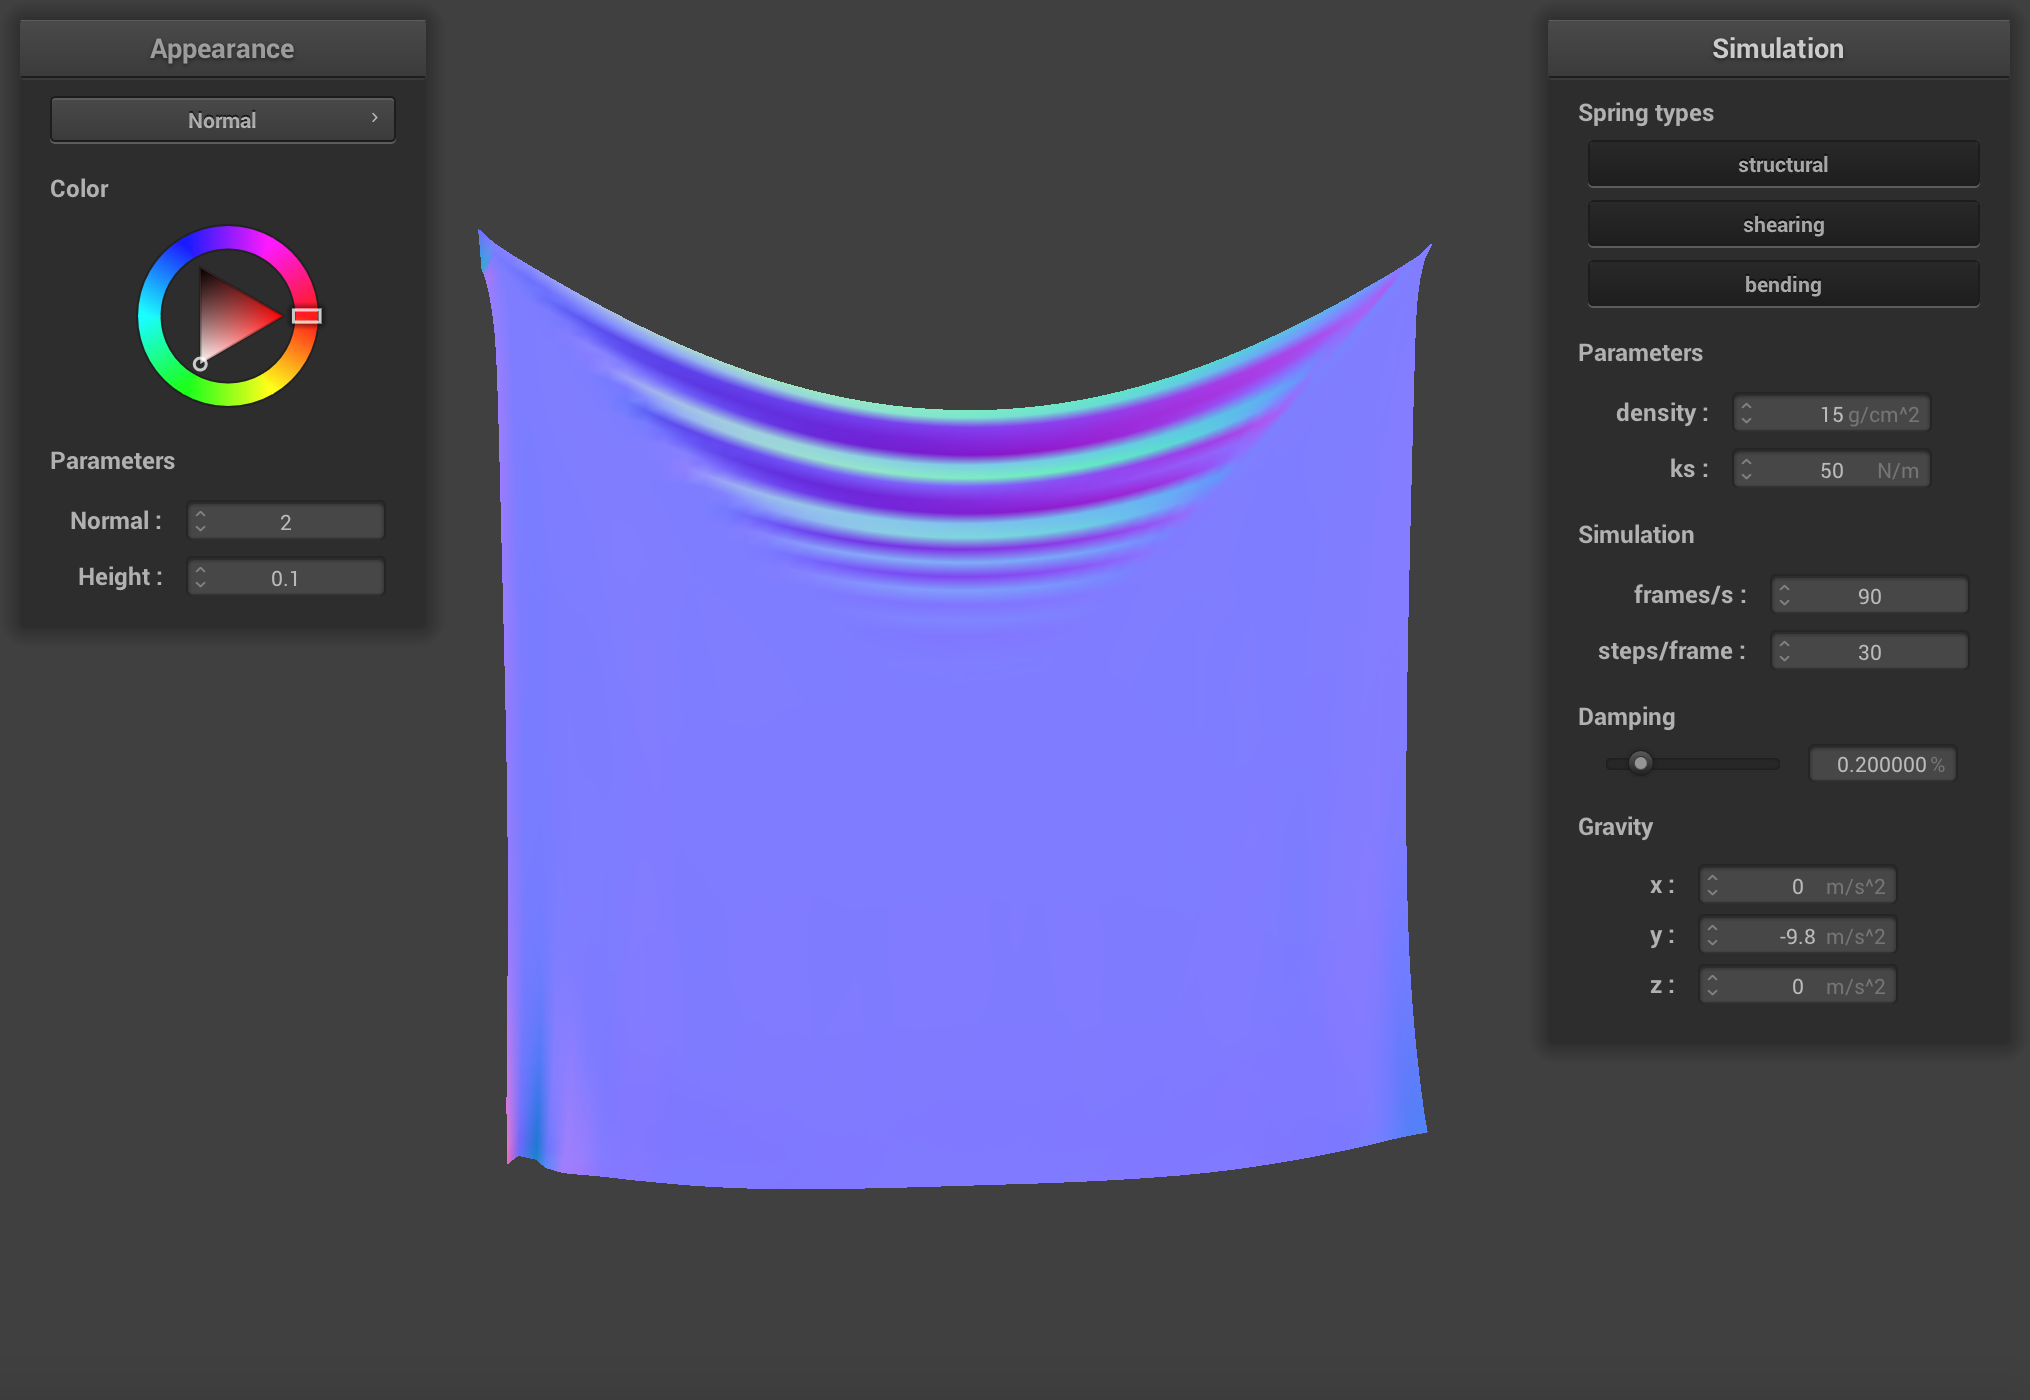 Appearance
Normal
Color
Parameters
Normal : 2
Height : 0.1
Simulation
Spring types
structural
shearing
bending
Parameters
density : 15 g/cm^2
ks : 50 N/m
Simulation
frames/s : 90
steps/frame : 30
Damping
0.200000 %
Gravity
x : 0 m/s^2
y : -9.8 m/s^2
z : 0 m/s^2